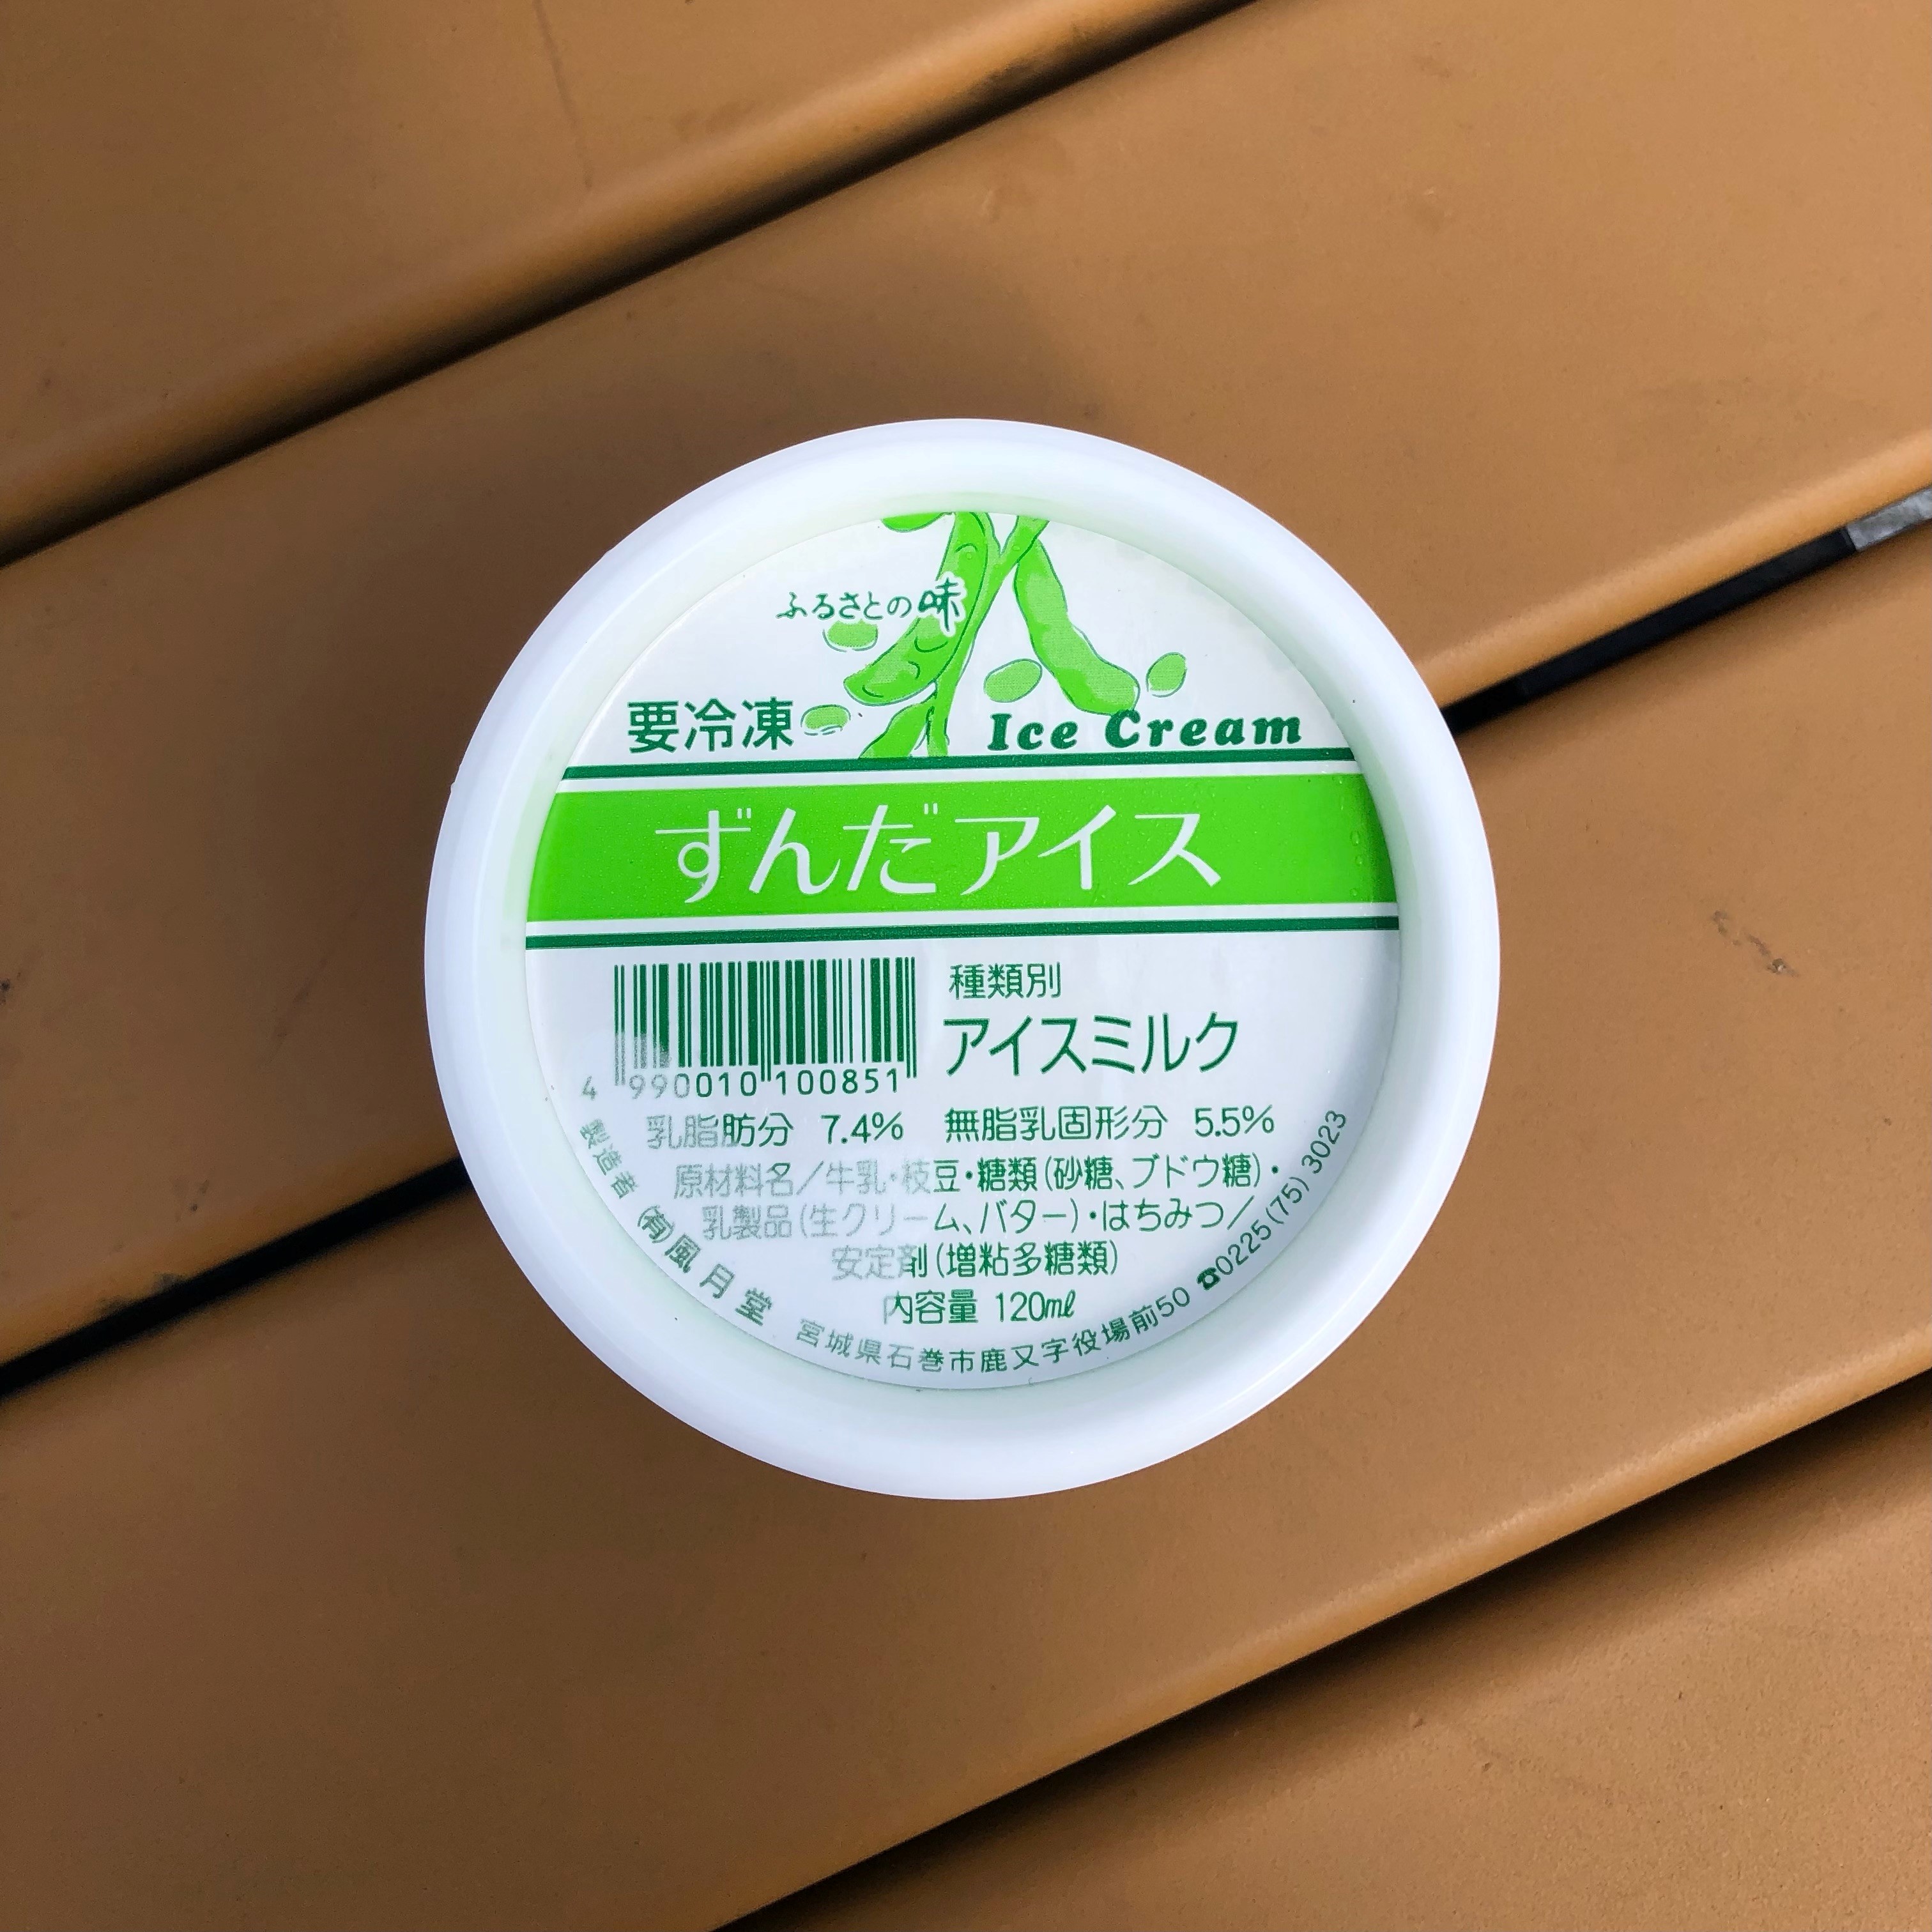 ふるさとの味
要冷凍
Ice Cream
ずんだアイス
種類別
アイスミルク
4 990010 100851
乳脂肪分 7.4% 無脂乳固形分 5.5%
原材料名／牛乳・枝豆・糖類(砂糖、ブドウ糖)・
乳製品(生クリーム、バター)・はちみつ／
安定剤(増粘多糖類)
内容量 120ml
製造者 (有)風月堂 宮城県石巻市鹿又字役場前50 ☎0225(75)3023